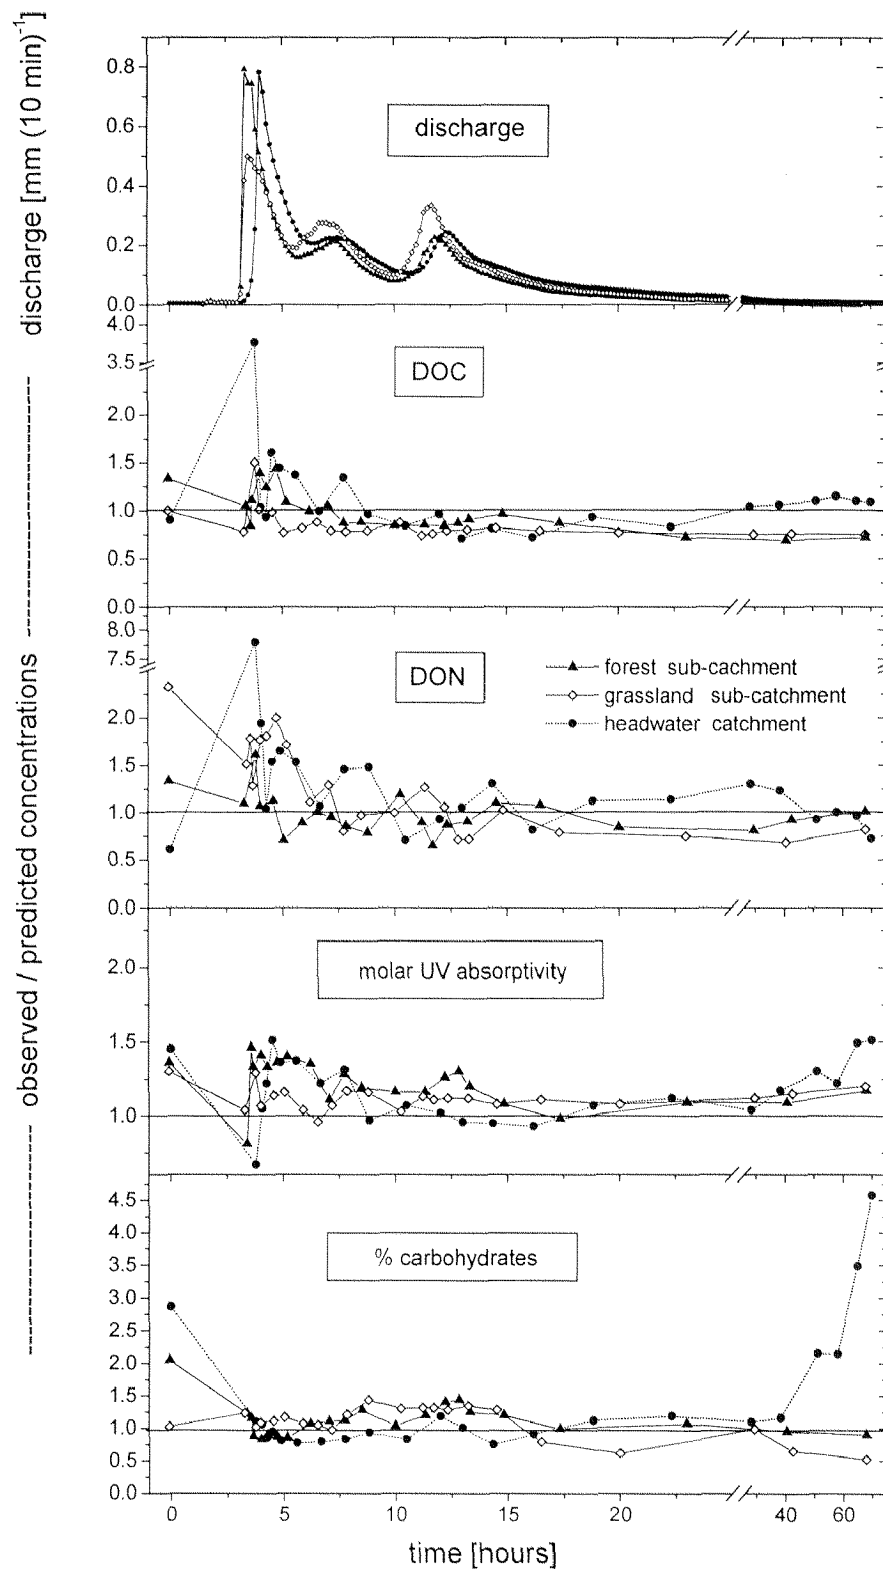 discharge [mm (10 min)⁻¹]
observed / predicted concentrations
0.8
0.6
0.4
0.2
0.0
discharge
4.0
3.5
2.0
1.5
1.0
0.5
0.0
DOC
8.0
7.5
2.0
1.5
1.0
0.5
0.0
DON
forest sub-cachment
grassland sub-catchment
headwater catchment
2.0
1.5
1.0
molar UV absorptivity
4.5
4.0
3.5
3.0
2.5
2.0
1.5
1.0
0.5
0.0
% carbohydrates
0 5 10 15 20 40 60
time [hours]